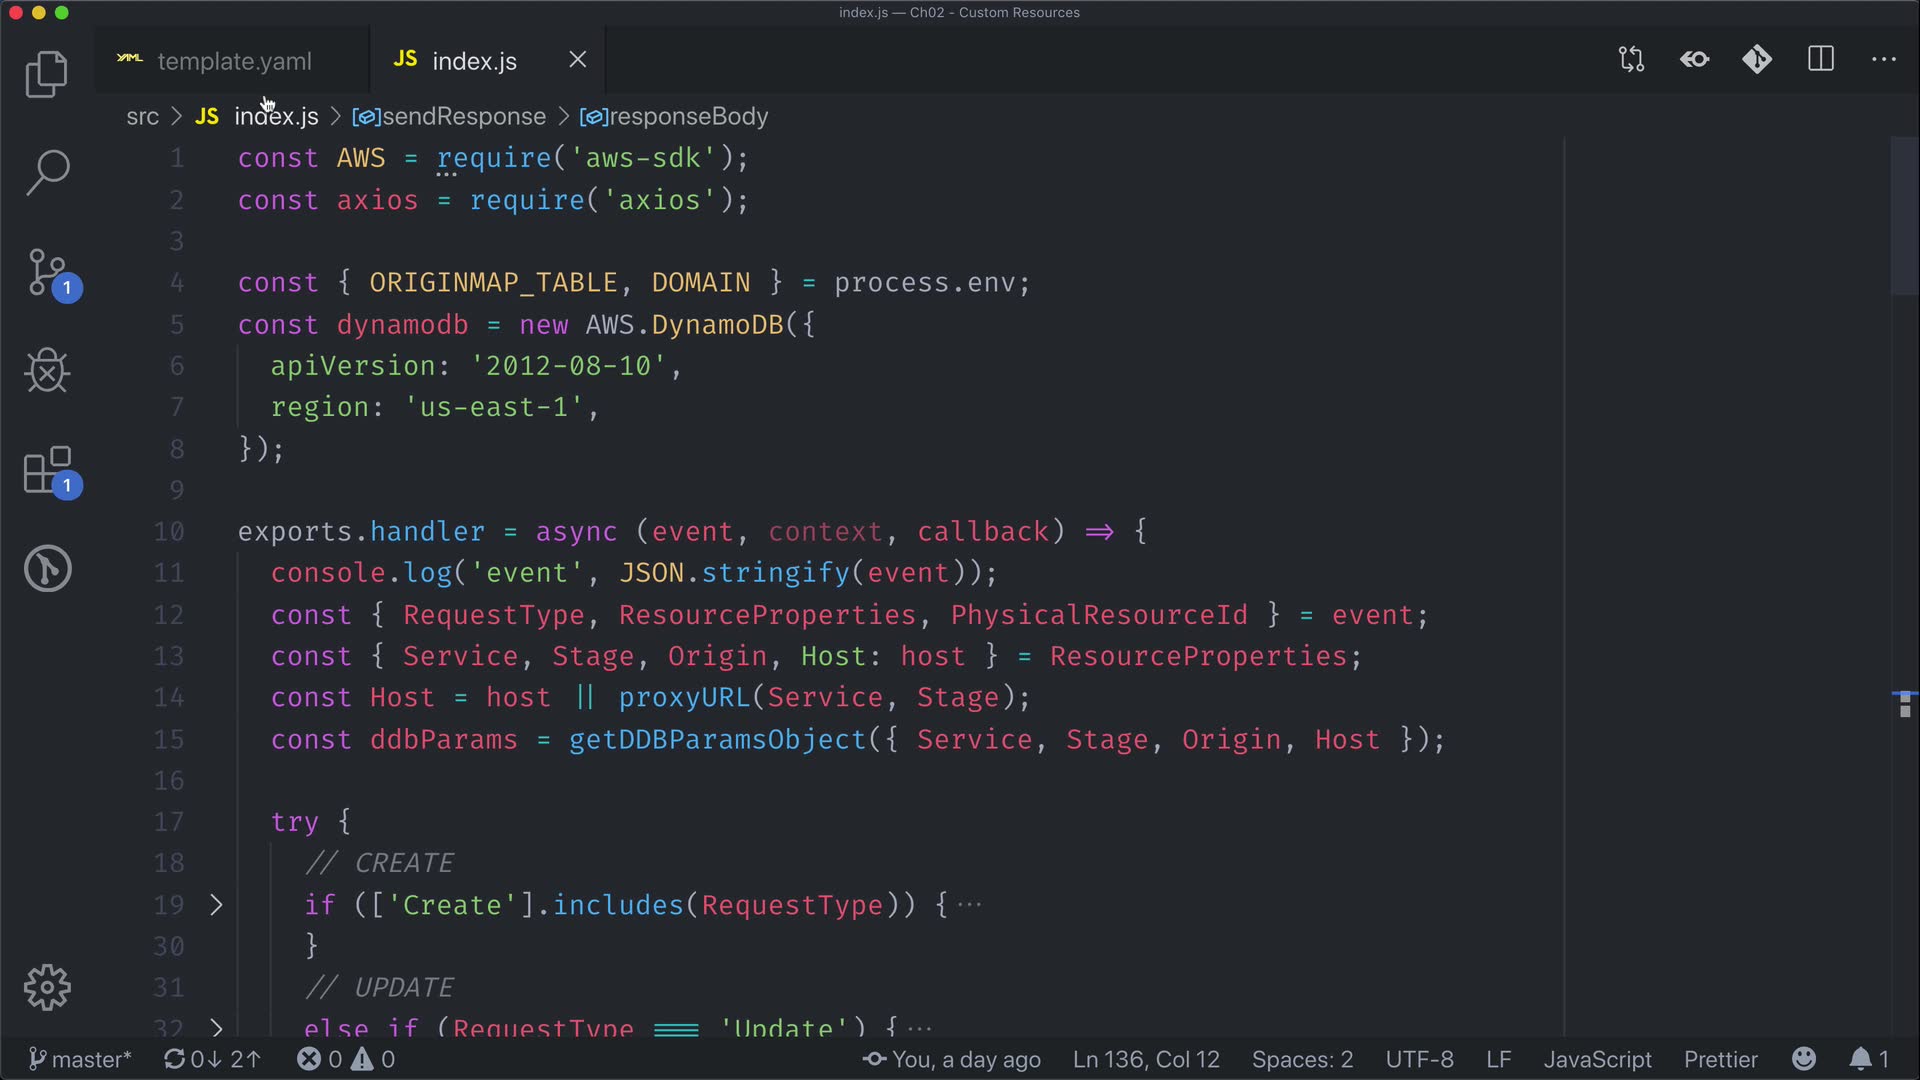 index.js — Ch02 - Custom Resources
YAML template.yaml JS index.js
src > JS index.js > sendResponse > responseBody
1 const AWS = require('aws-sdk');
2 const axios = require('axios');
3
4 const { ORIGINMAP_TABLE, DOMAIN } = process.env;
5 const dynamodb = new AWS.DynamoDB({
6 apiVersion: '2012-08-10',
7 region: 'us-east-1',
8 });
9
10 exports.handler = async (event, context, callback) => {
11 console.log('event', JSON.stringify(event));
12 const { RequestType, ResourceProperties, PhysicalResourceId } = event;
13 const { Service, Stage, Origin, Host: host } = ResourceProperties;
14 const Host = host || proxyURL(Service, Stage);
15 const ddbParams = getDDBParamsObject({ Service, Stage, Origin, Host });
16
17 try {
18 // CREATE
19 if (['Create'].includes(RequestType)) {···
30 }
31 // UPDATE
32 else if (RequestType === 'Update') {···
1
1
master* 0↓ 2↑ 0 0 You, a day ago Ln 136, Col 12 Spaces: 2 UTF-8 LF JavaScript Prettier 1